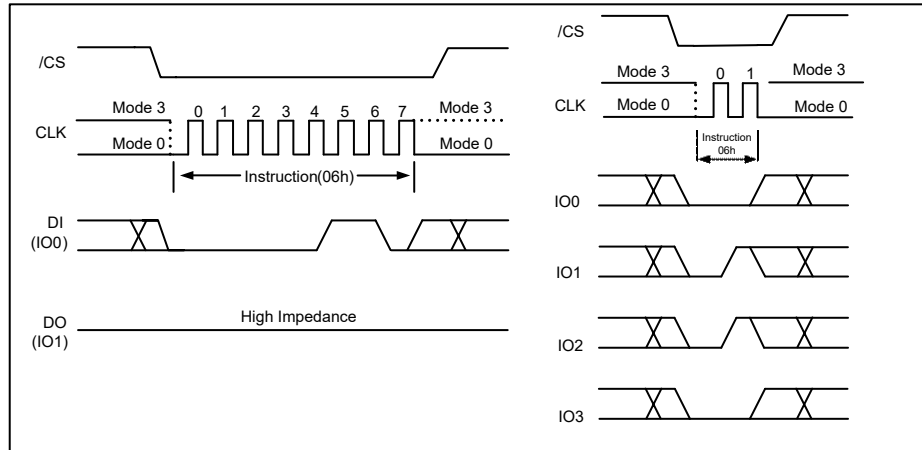 /CS
Mode 3 0 1 2 3 4 5 6 7 Mode 3
CLK
Mode 0 Mode 0
Instruction(06h)
DI
(IO0)
High Impedance
DO
(IO1)
/CS
Mode 3 0 1 Mode 3
CLK
Mode 0 Mode 0
Instruction
06h
IO0
IO1
IO2
IO3